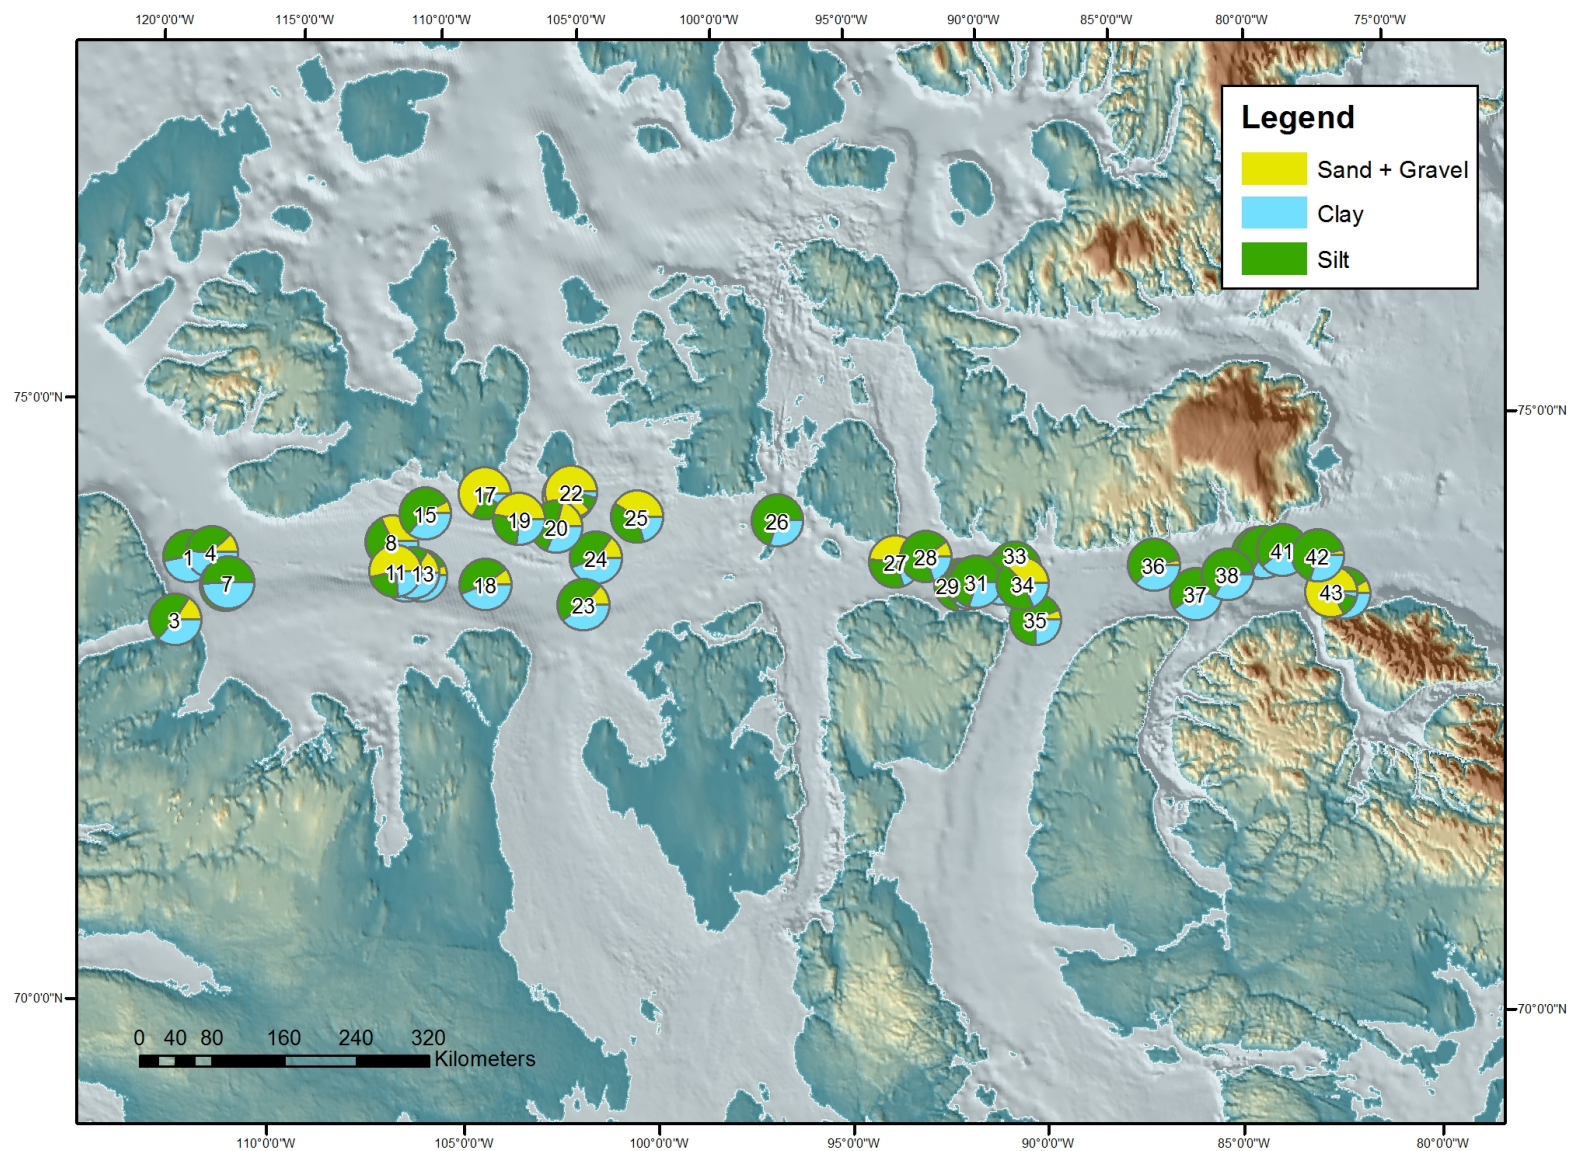 120°0'0"W 115°0'0"W 110°0'0"W 105°0'0"W 100°0'0"W 95°0'0"W 90°0'0"W 85°0'0"W 80°0'0"W 75°0'0"W
Legend
Sand + Gravel
Clay
Silt
75°0'0"N 75°0'0"N
17 22
15 19 20 25 26
8 24 27 28 33 36 41 42
1 4 11 13 18 29 31 34 37 38 43
7 23
3 35
70°0'0"N 70°0'0"N
0 40 80 160 240 320
Kilometers
110°0'0"W 105°0'0"W 100°0'0"W 95°0'0"W 90°0'0"W 85°0'0"W 80°0'0"W